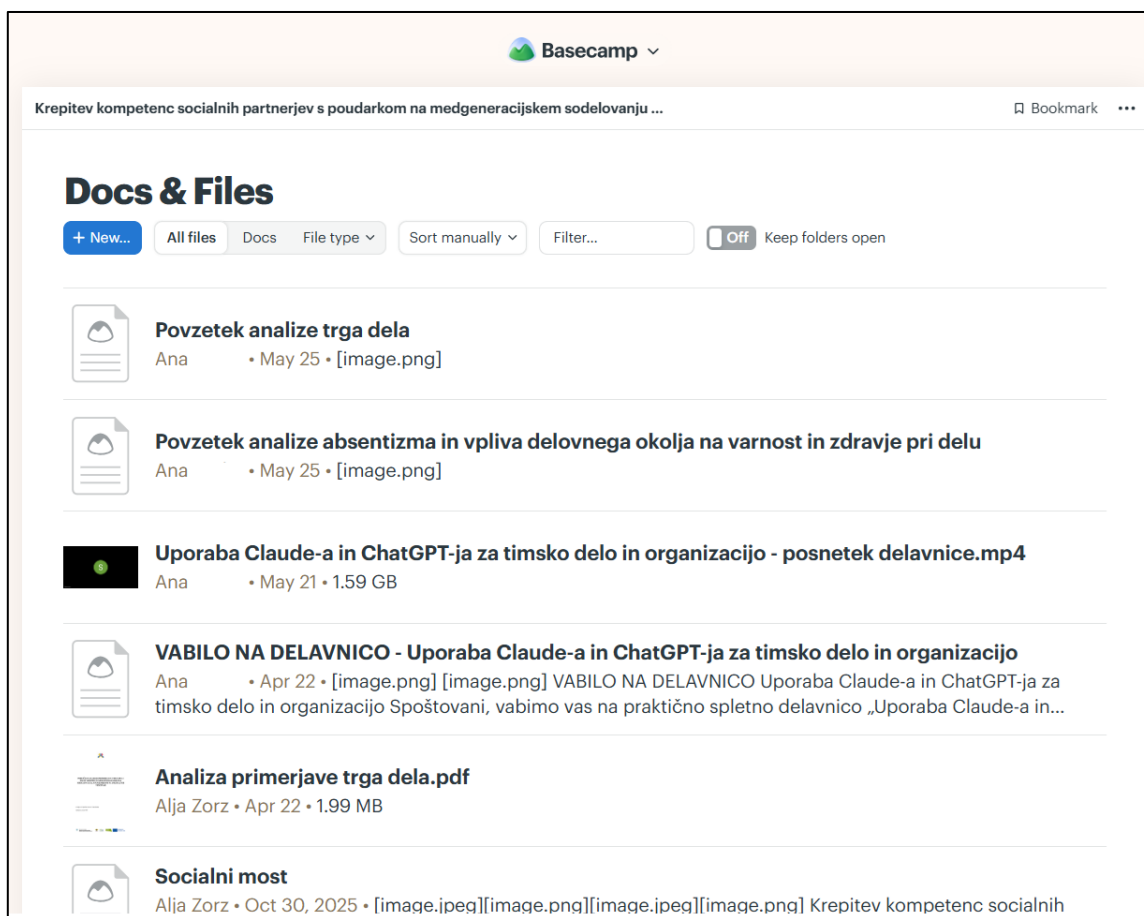 Basecamp
Krepitev kompetenc socialnih partnerjev s poudarkom na medgeneracijskem sodelovanju ...
Bookmark
Docs & Files
+ New...
All files
Docs
File type
Sort manually
Filter...
Off
Keep folders open
Povzetek analize trga dela
Ana • May 25 • [image.png]
Povzetek analize absentizma in vpliva delovnega okolja na varnost in zdravje pri delu
Ana • May 25 • [image.png]
S
Uporaba Claude-a in ChatGPT-ja za timsko delo in organizacijo - posnetek delavnice.mp4
Ana • May 21 • 1.59 GB
VABILO NA DELAVNICO - Uporaba Claude-a in ChatGPT-ja za timsko delo in organizacijo
Ana • Apr 22 • [image.png] [image.png] VABILO NA DELAVNICO Uporaba Claude-a in ChatGPT-ja za
timsko delo in organizacijo Spoštovani, vabimo vas na praktično spletno delavnico „Uporaba Claude-a in...
Analiza primerjave trga dela.pdf
Alja Zorz • Apr 22 • 1.99 MB
Socialni most
Alja Zorz • Oct 30, 2025 • [image.jpeg][image.png][image.jpeg][image.png] Krepitev kompetenc socialnih